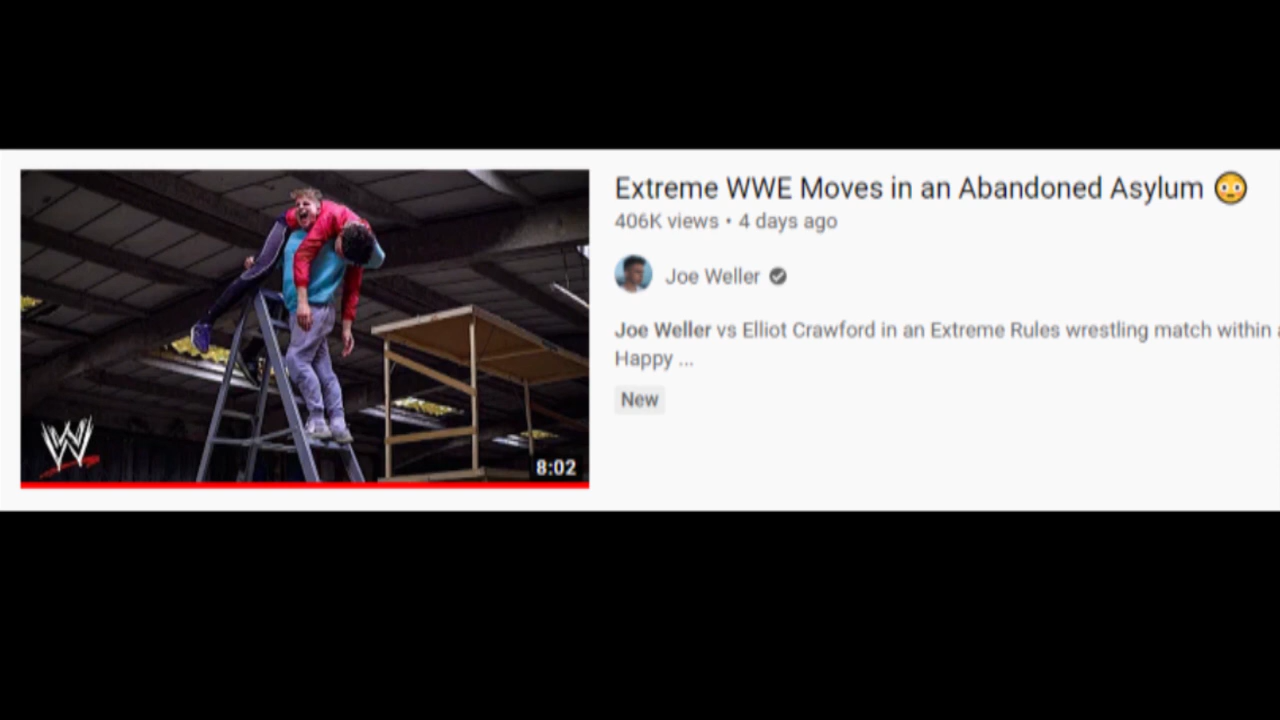 Extreme WWE Moves in an Abandoned Asylum 😳
406K views • 4 days ago
Joe Weller
Joe Weller vs Elliot Crawford in an Extreme Rules wrestling match within
Happy ...
New
W
8:02